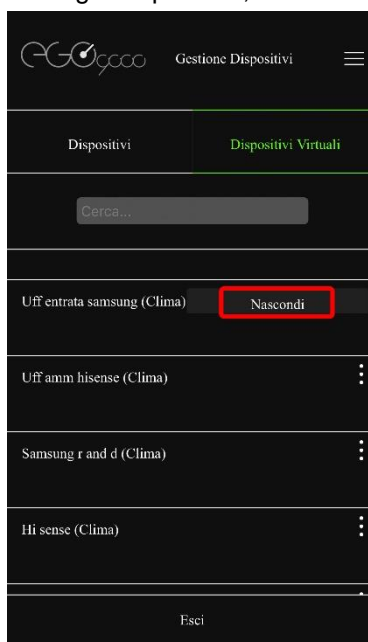 EGOgood
Gestione Dispositivi
Dispositivi
Dispositivi Virtuali
Cerca...
Uff entrata samsung (Clima)
Nascondi
Uff amm hisense (Clima)
Samsung r and d (Clima)
Hi sense (Clima)
Esci